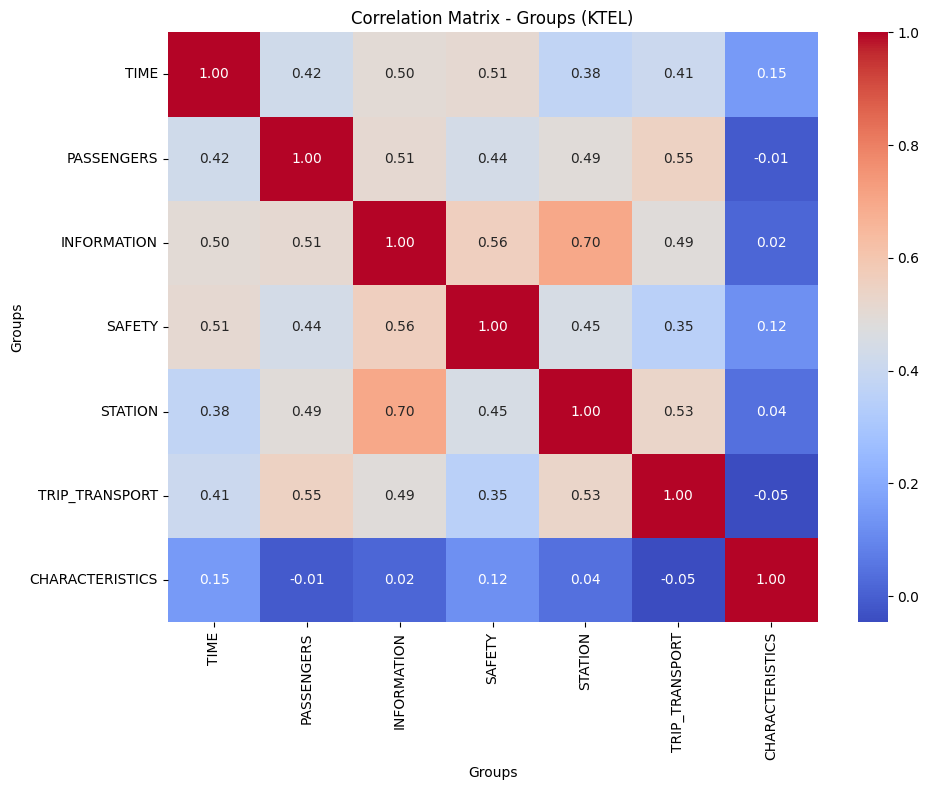 Correlation Matrix - Groups (KTEL)
Groups
TIME 1.00 0.42 0.50 0.51 0.38 0.41 0.15
PASSENGERS 0.42 1.00 0.51 0.44 0.49 0.55 -0.01
INFORMATION 0.50 0.51 1.00 0.56 0.70 0.49 0.02
SAFETY 0.51 0.44 0.56 1.00 0.45 0.35 0.12
STATION 0.38 0.49 0.70 0.45 1.00 0.53 0.04
TRIP_TRANSPORT 0.41 0.55 0.49 0.35 0.53 1.00 -0.05
CHARACTERISTICS 0.15 -0.01 0.02 0.12 0.04 -0.05 1.00
TIME
PASSENGERS
INFORMATION
SAFETY
STATION
TRIP_TRANSPORT
CHARACTERISTICS
Groups
1.0
0.8
0.6
0.4
0.2
0.0